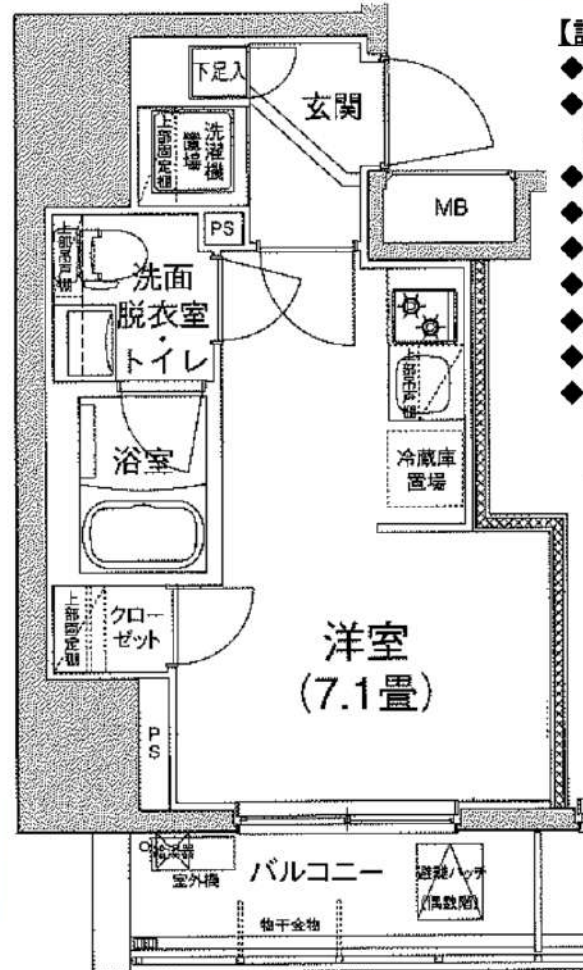 【
◆
◆
◆
◆
◆
◆
◆
◆
◆
下足入
玄関
上部固定棚
洗濯機
置場
MB
PS
上部吊戸棚
洗面
脱衣室
・
トイレ
上部吊戸棚
浴室
冷蔵庫
置場
上部固定棚
クロー
ゼット
洋室
(7.1畳)
PS
給湯器
室外機
バルコニー
避難ハッチ
(偶数階)
物干金物